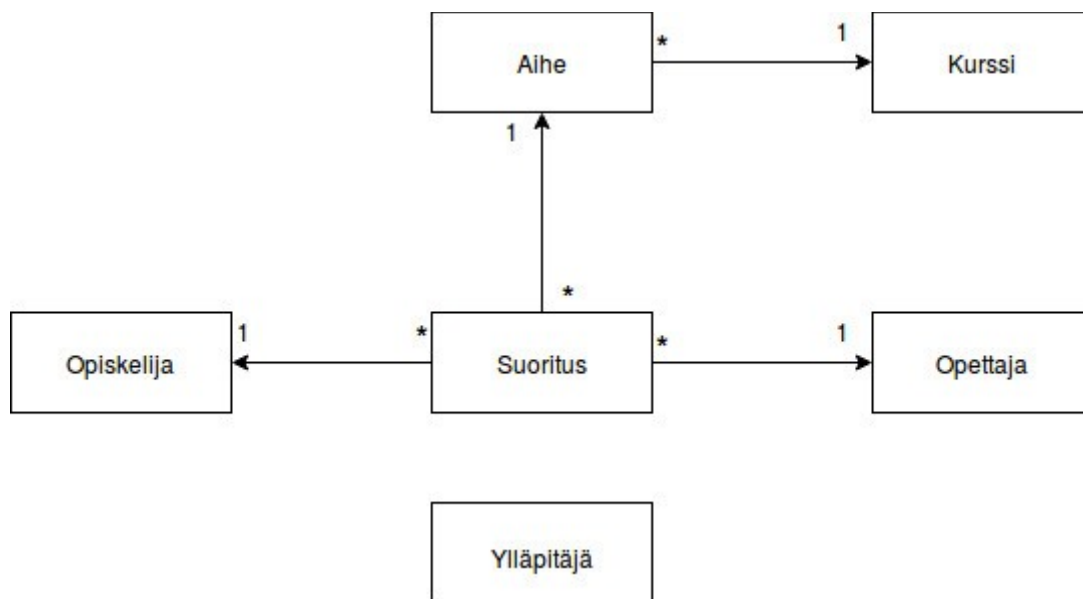 * 1
Aihe Kurssi
1
*
1 * * 1
Opiskelija Suoritus Opettaja
Ylläpitäjä